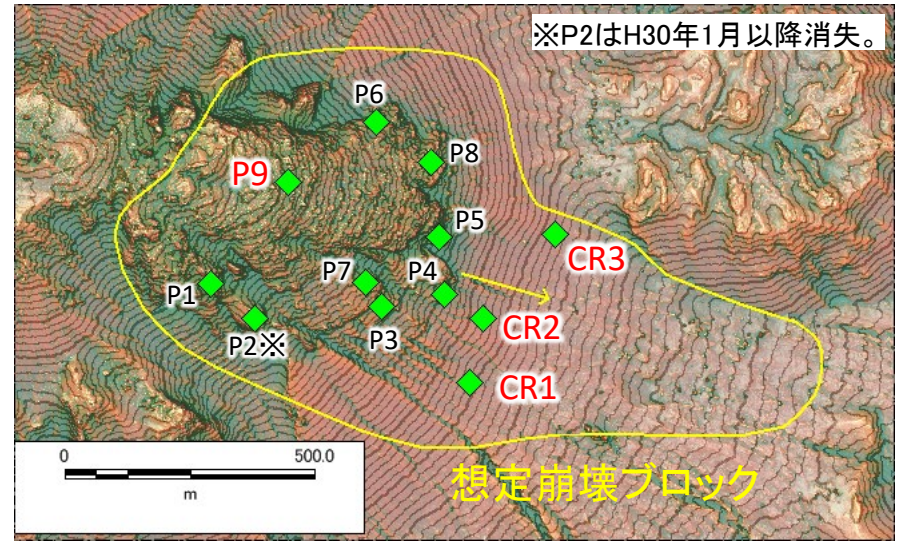 ※P2はH30年1月以降消失。
P6
P8
P9
P5
CR3
P7
P4
P1
CR2
P2※
P3
CR1
0 500.0
m
想定崩壊ブロック